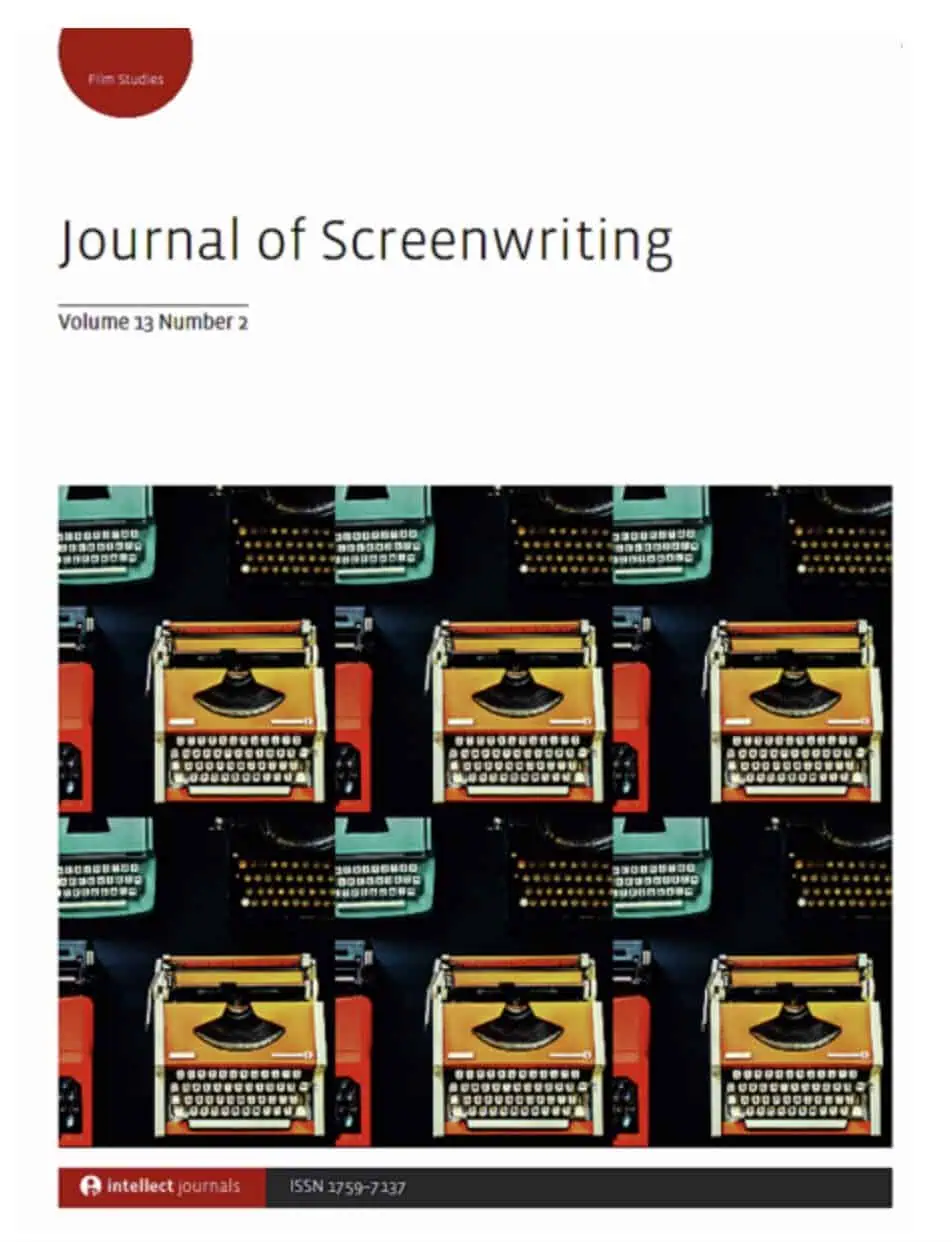 Film Studies
Journal of Screenwriting
Volume 13 Number 2
intellect journals
ISSN 1759-7137